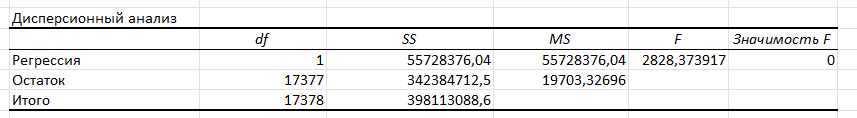 Дисперсионный анализ
df SS MS F Значимость F
Регрессия 1 55728376,04 55728376,04 2828,373917 0
Остаток 17377 342384712,5 19703,32696
Итого 17378 398113088,6